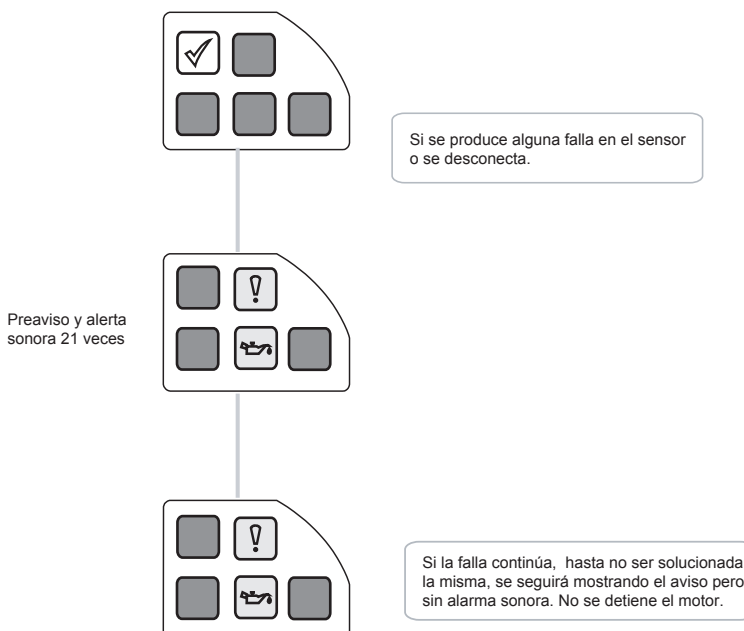 Si se produce alguna falla en el sensor
o se desconecta.
Preaviso y alerta
sonora 21 veces
Si la falla continúa, hasta no ser solucionada
la misma, se seguirá mostrando el aviso pero
sin alarma sonora. No se detiene el motor.